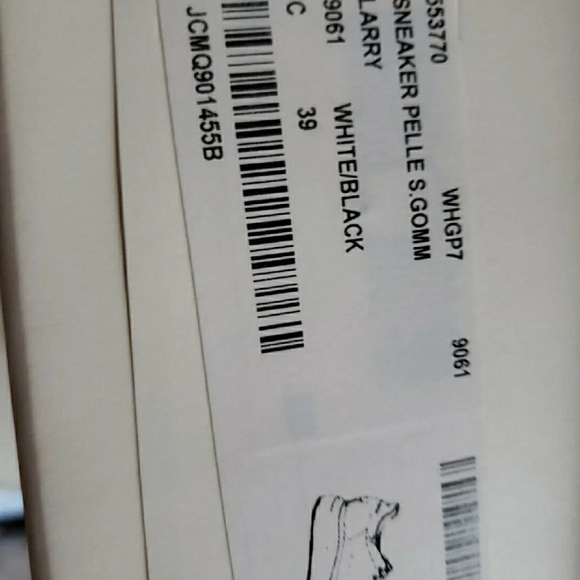 553770 WHGP7 9061
SNEAKER PELLE S.GOMM
LARRY
9061 WHITE/BLACK
C 39
JCMQ901455B